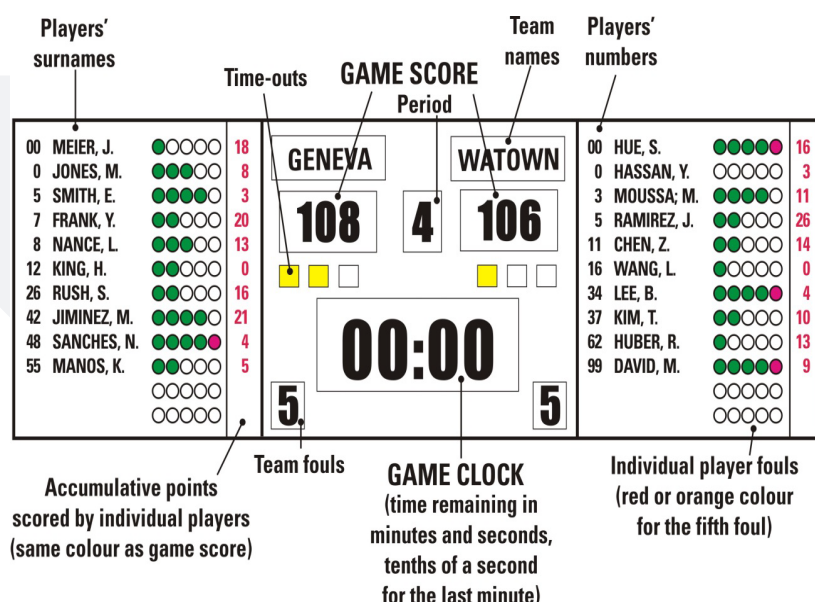 Players'
surnames
Time-outs
GAME SCORE
Period
Team
names
Players'
numbers
00 MEIER, J. 18
0 JONES, M. 8
5 SMITH, E. 3
7 FRANK, Y. 20
8 NANCE, L. 13
12 KING, H. 0
26 RUSH, S. 16
42 JIMINEZ, M. 21
48 SANCHES, N. 4
55 MANOS, K. 5
GENEVA
WATOWN
108
4
106
00:00
5
5
00 HUE, S. 16
0 HASSAN, Y. 3
3 MOUSSA; M. 11
5 RAMIREZ, J. 26
11 CHEN, Z. 14
16 WANG, L. 0
34 LEE, B. 4
37 KIM, T. 10
62 HUBER, R. 13
99 DAVID, M. 9
Accumulative points
scored by individual players
(same colour as game score)
Team fouls
GAME CLOCK
(time remaining in
minutes and seconds,
tenths of a second
for the last minute)
Individual player fouls
(red or orange colour
for the fifth foul)